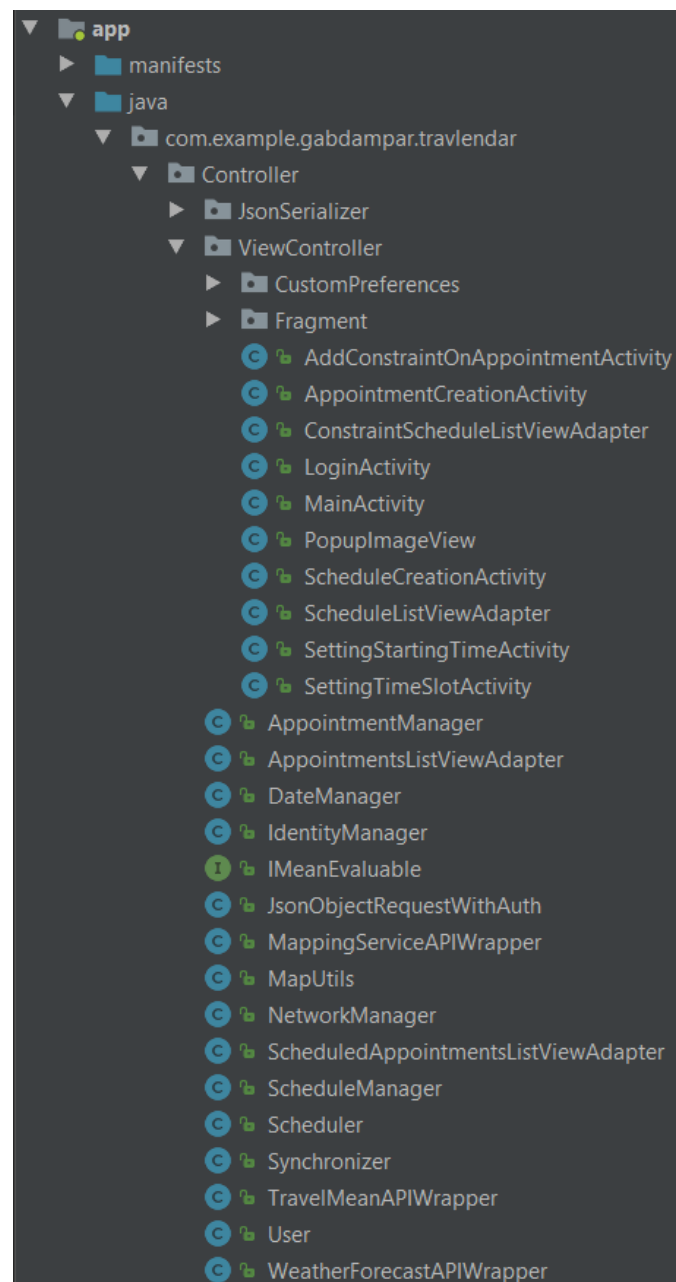 app
manifests
java
com.example.gabdampar.travlendar
Controller
JsonSerializer
ViewController
CustomPreferences
Fragment
C AddConstraintOnAppointmentActivity
C AppointmentCreationActivity
C ConstraintScheduleListViewAdapter
C LoginActivity
C MainActivity
C PopupImageView
C ScheduleCreationActivity
C ScheduleListViewAdapter
C SettingStartingTimeActivity
C SettingTimeSlotActivity
C AppointmentManager
C AppointmentsListViewAdapter
C DateManager
C IdentityManager
I IMeanEvaluable
C JsonObjectRequestWithAuth
C MappingServiceAPIWrapper
C MapUtils
C NetworkManager
C ScheduledAppointmentsListViewAdapter
C ScheduleManager
C Scheduler
C Synchronizer
C TravelMeanAPIWrapper
C User
C WeatherForecastAPIWrapper